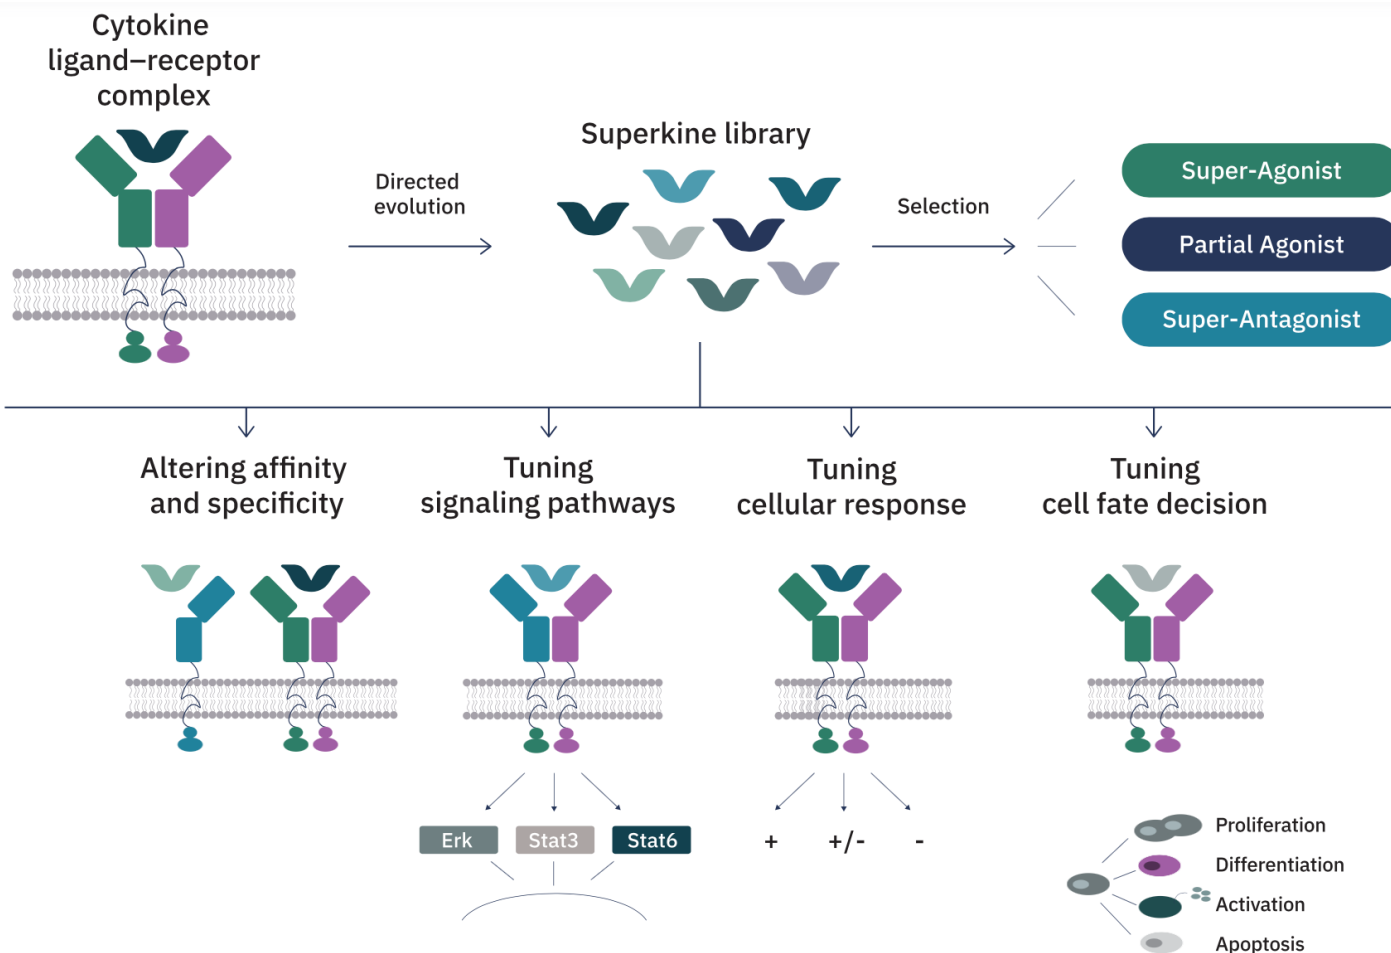 Cytokine
ligand–receptor
complex
Directed
evolution
Superkine library
Selection
Super-Agonist
Partial Agonist
Super-Antagonist
Altering affinity
and specificity
Tuning
signaling pathways
Tuning
cellular response
Tuning
cell fate decision
Erk
Stat3
Stat6
+
+/-
-
Proliferation
Differentiation
Activation
Apoptosis